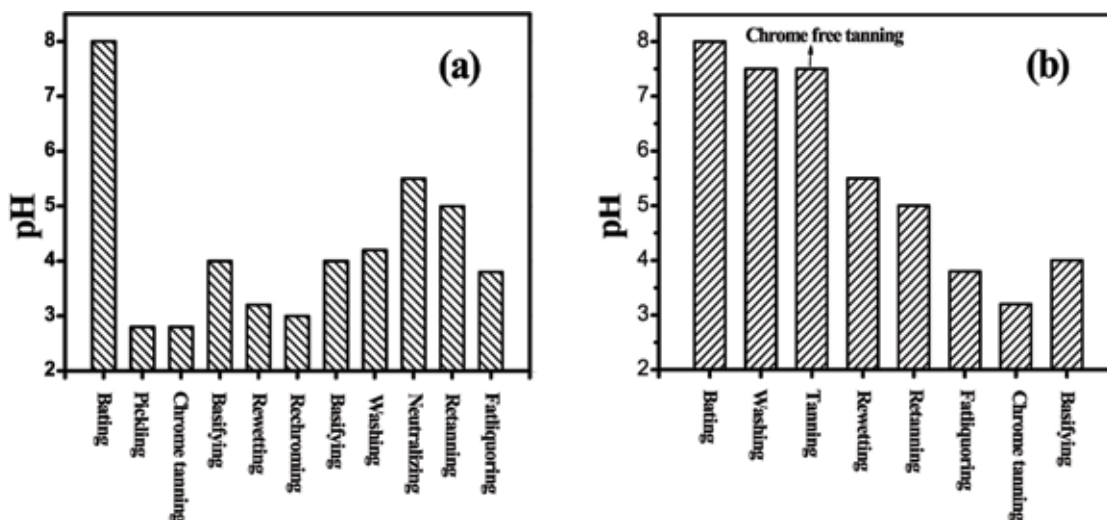 (a)
pH
8
7
6
5
4
3
2
Bating
Pickling
Chrome tanning
Basifying
Rewetting
Rechroming
Basifying
Washing
Neutralizing
Retanning
Fatliquoring
(b)
Chrome free tanning
pH
8
7
6
5
4
3
2
Bating
Washing
Tanning
Rewetting
Retanning
Fatliquoring
Chrome tanning
Basifying